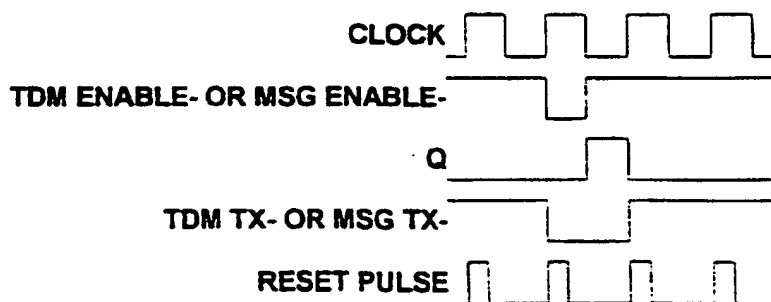 CLOCK
TDM ENABLE- OR MSG ENABLE-
Q
TDM TX- OR MSG TX-
RESET PULSE